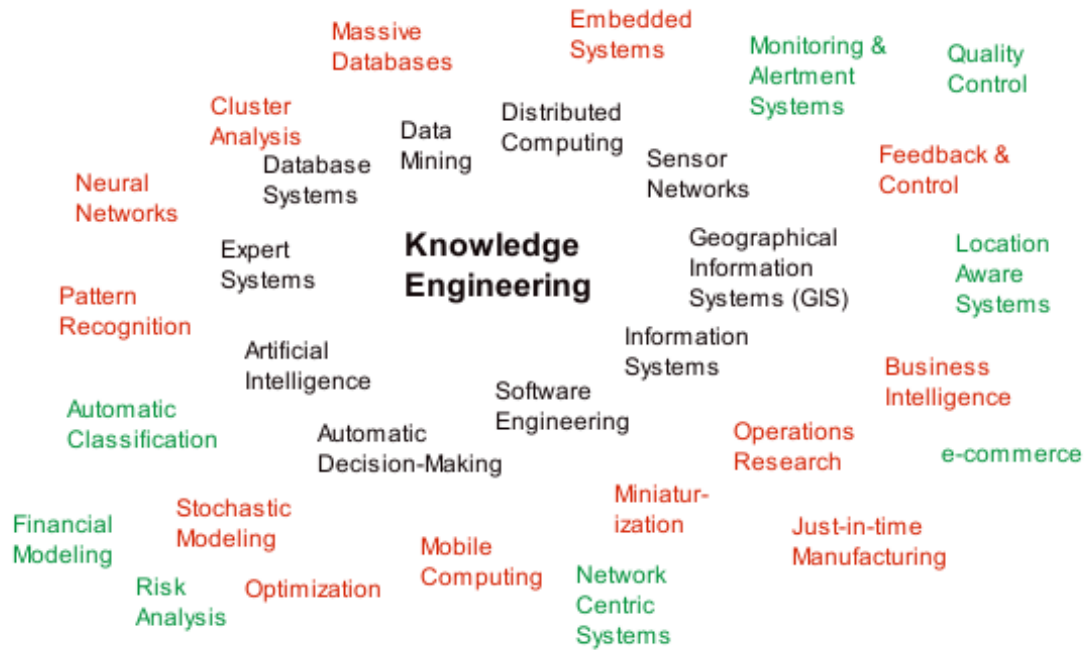 Massive
Databases
Embedded
Systems
Monitoring &
Alertment
Systems
Quality
Control
Cluster
Analysis
Data
Mining
Distributed
Computing
Database
Systems
Sensor
Networks
Feedback &
Control
Neural
Networks
Expert
Systems
Knowledge
Engineering
Geographical
Information
Systems (GIS)
Location
Aware
Systems
Pattern
Recognition
Artificial
Intelligence
Information
Systems
Business
Intelligence
Automatic
Classification
Automatic
Decision-Making
Software
Engineering
Operations
Research
e-commerce
Financial
Modeling
Stochastic
Modeling
Miniatur-
ization
Just-in-time
Manufacturing
Risk
Analysis
Optimization
Mobile
Computing
Network
Centric
Systems